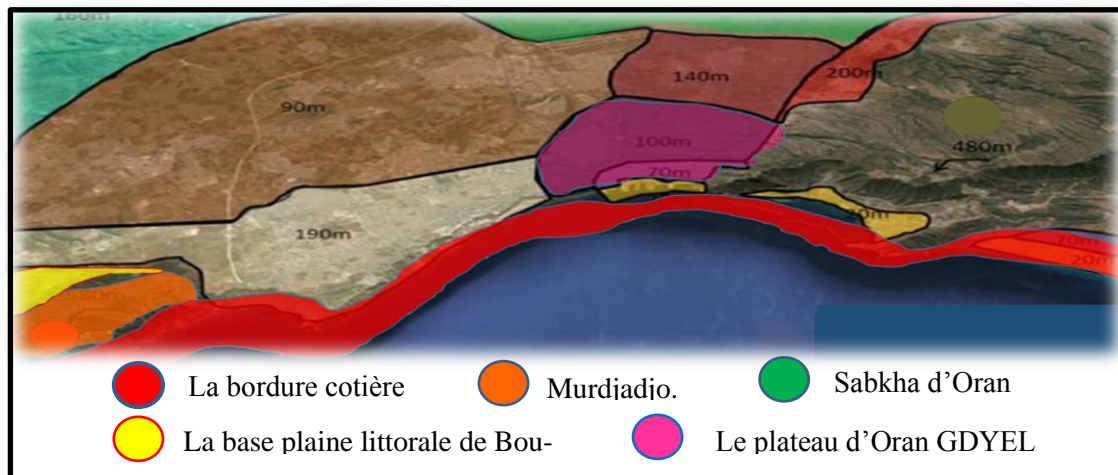 180m
90m
140m
200m
100m
480m
70m
190m
70m
20m
La bordure cotière
Murdjadjo.
Sabkha d’Oran
La base plaine littorale de Bou-
Le plateau d’Oran GDYEL